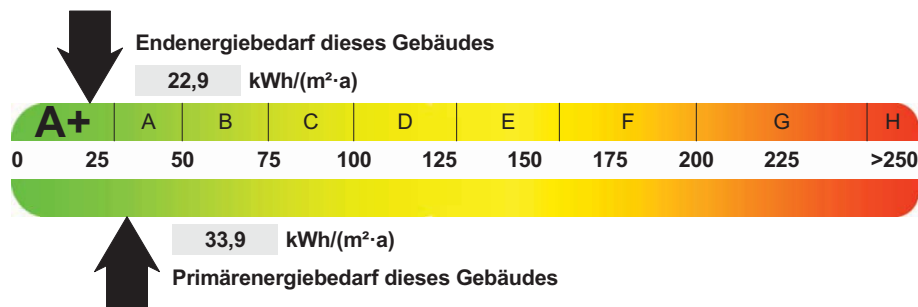 Endenergiebedarf dieses Gebäudes
22,9 kWh/(m²·a)
A+ A B C D E F G H
0 25 50 75 100 125 150 175 200 225 >250
33,9 kWh/(m²·a)
Primärenergiebedarf dieses Gebäudes